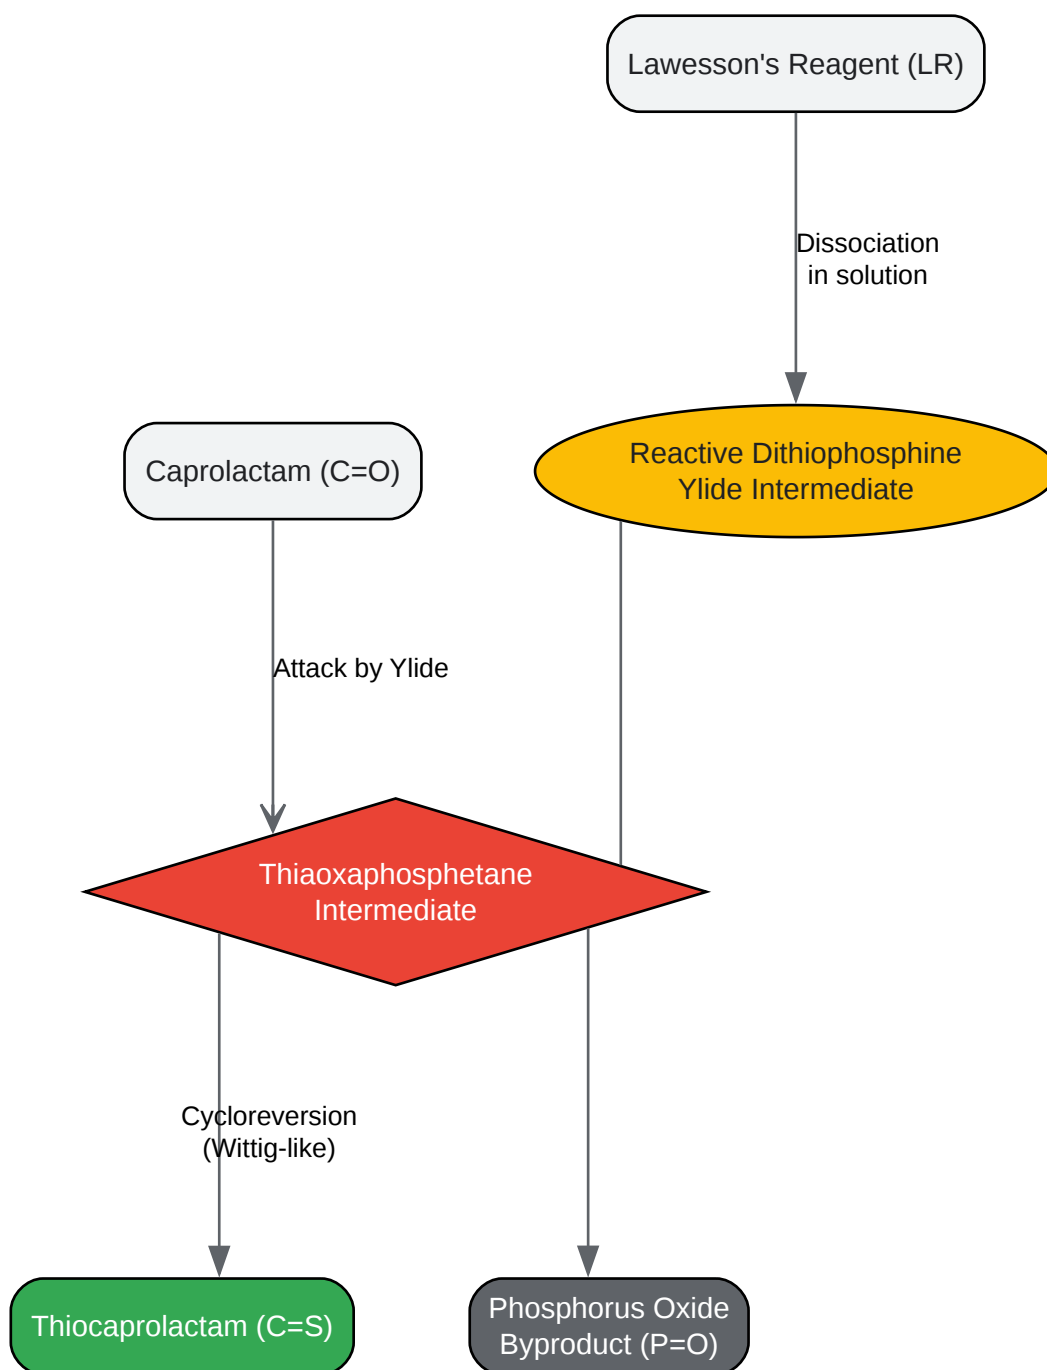 Lawesson's Reagent (LR)
Dissociation
in solution
Caprolactam (C=O)
Reactive Dithiophosphine
Ylide Intermediate
Attack by Ylide
Thiaoxaphosphetane
Intermediate
Cycloreversion
(Wittig-like)
Thiocaprolactam (C=S)
Phosphorus Oxide
Byproduct (P=O)